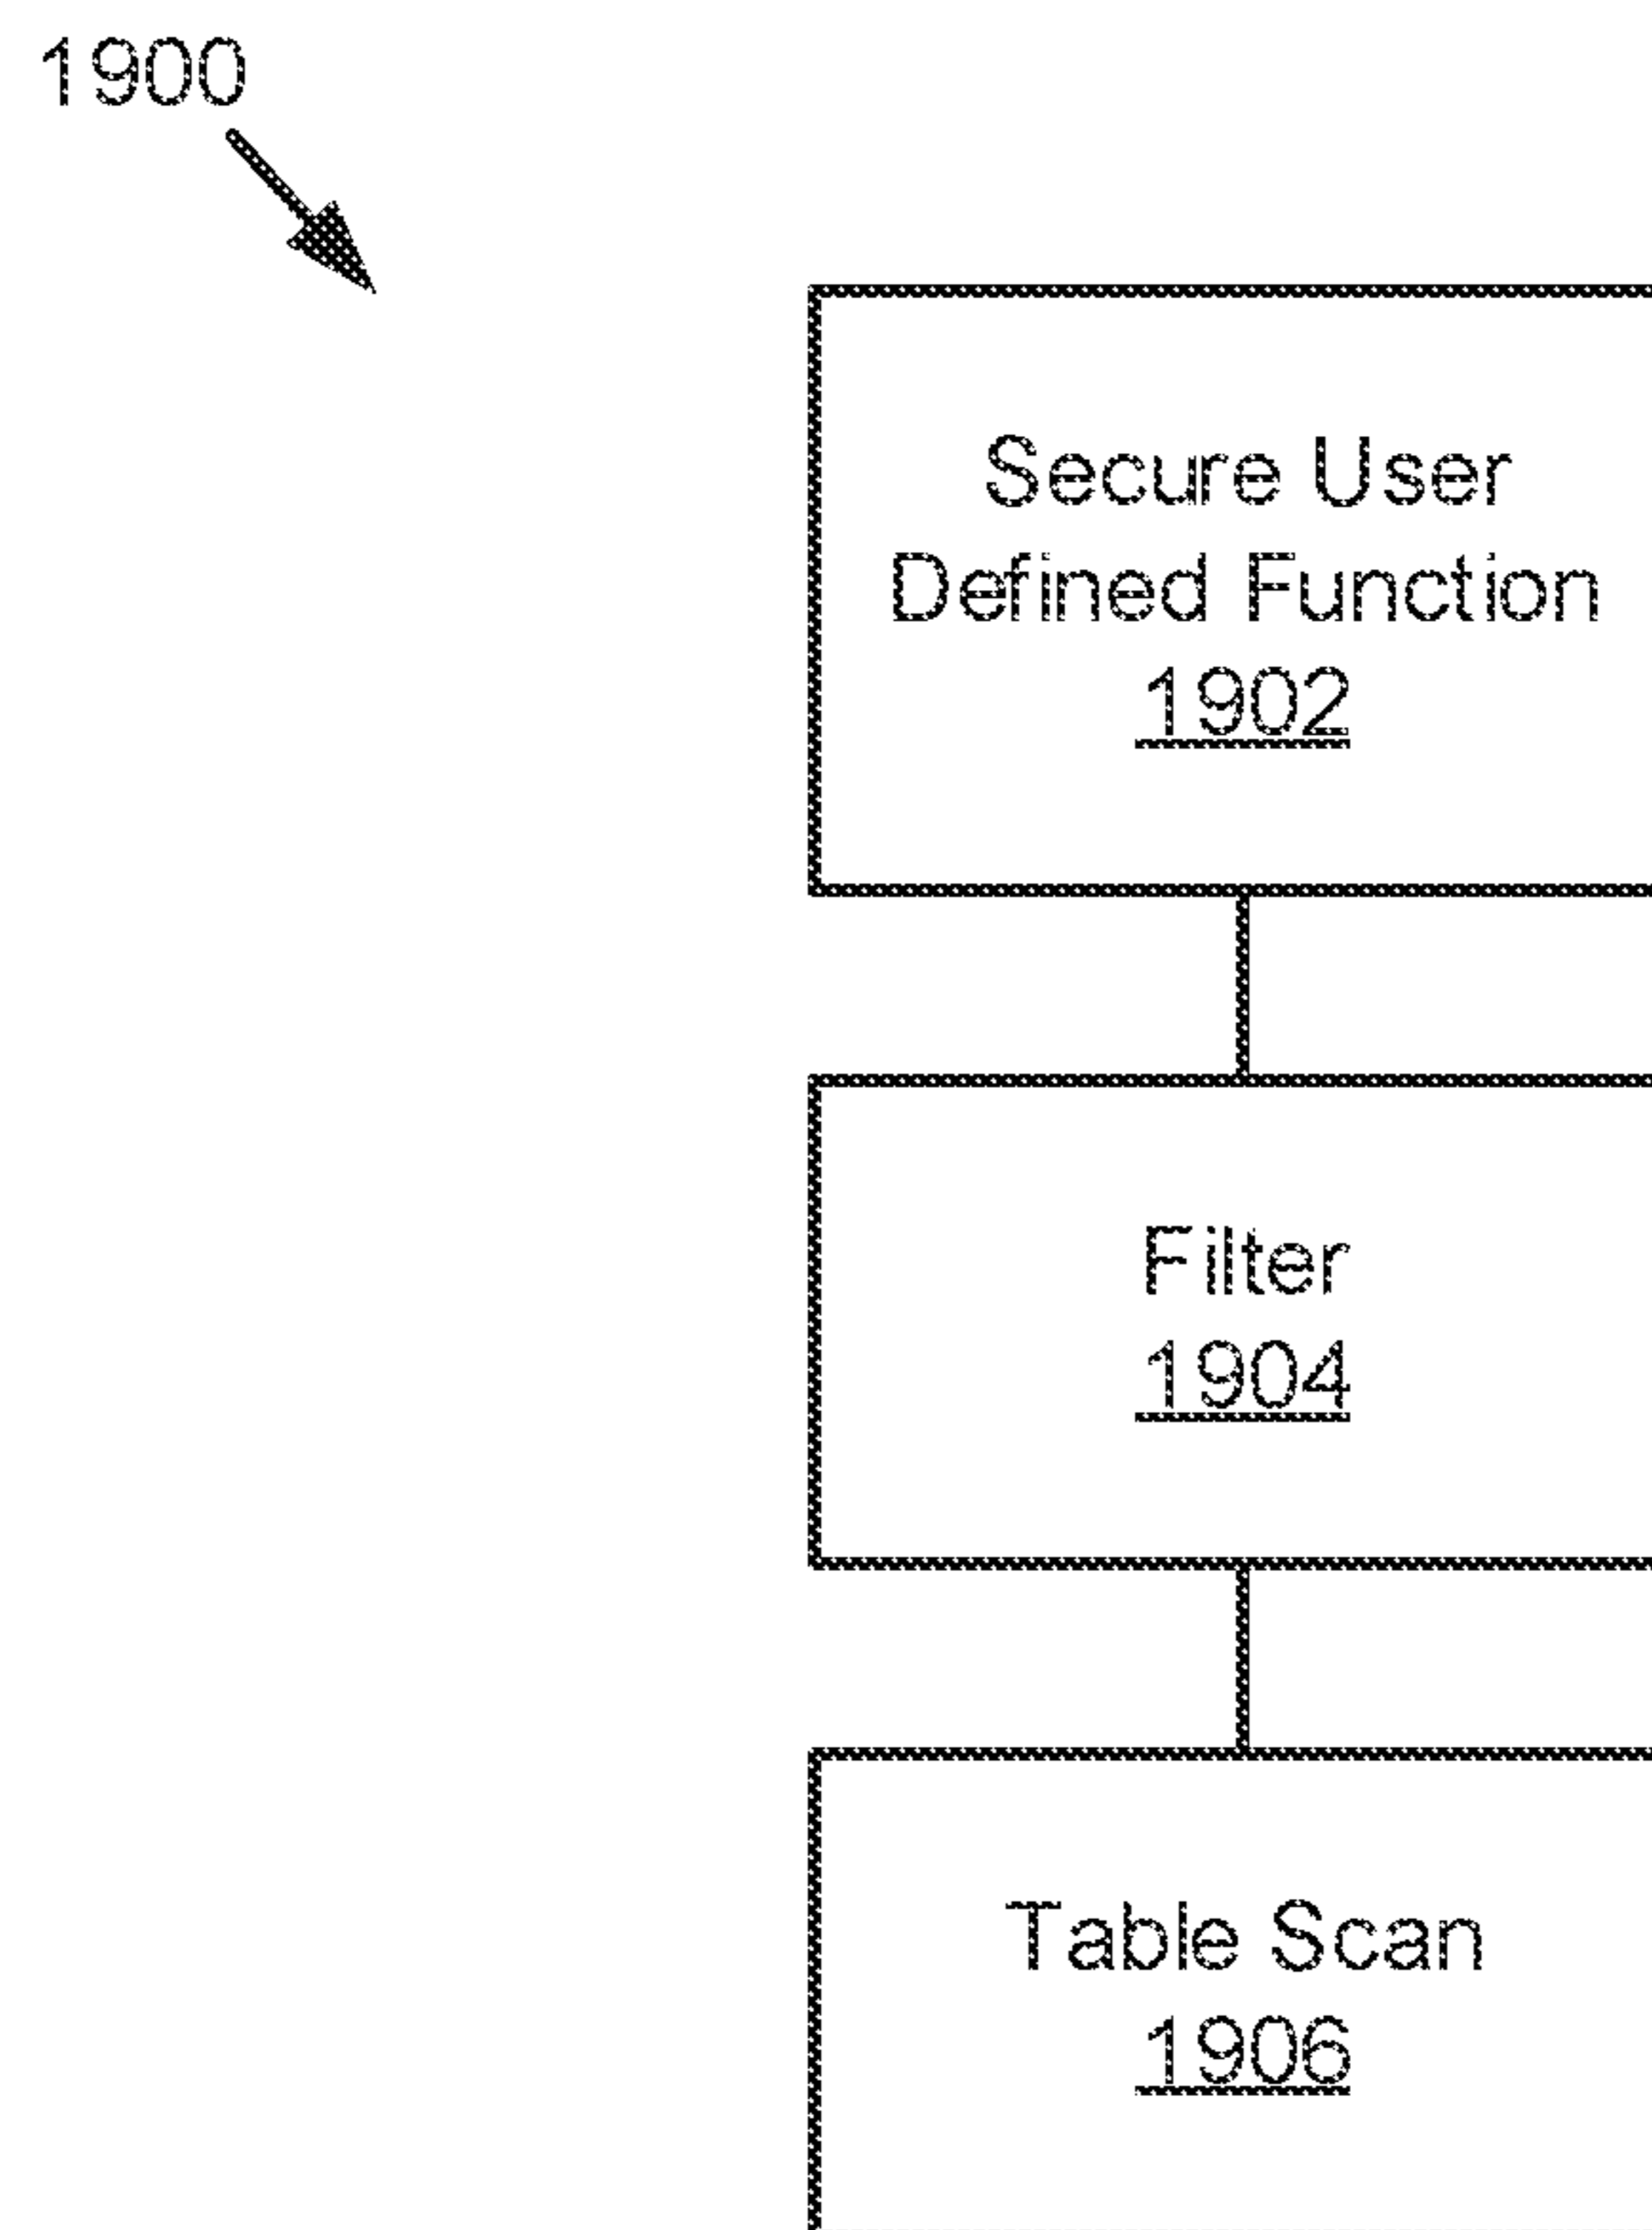 1900
Secure User
Defined Function
1902
Filter
1904
Table Scan
1906